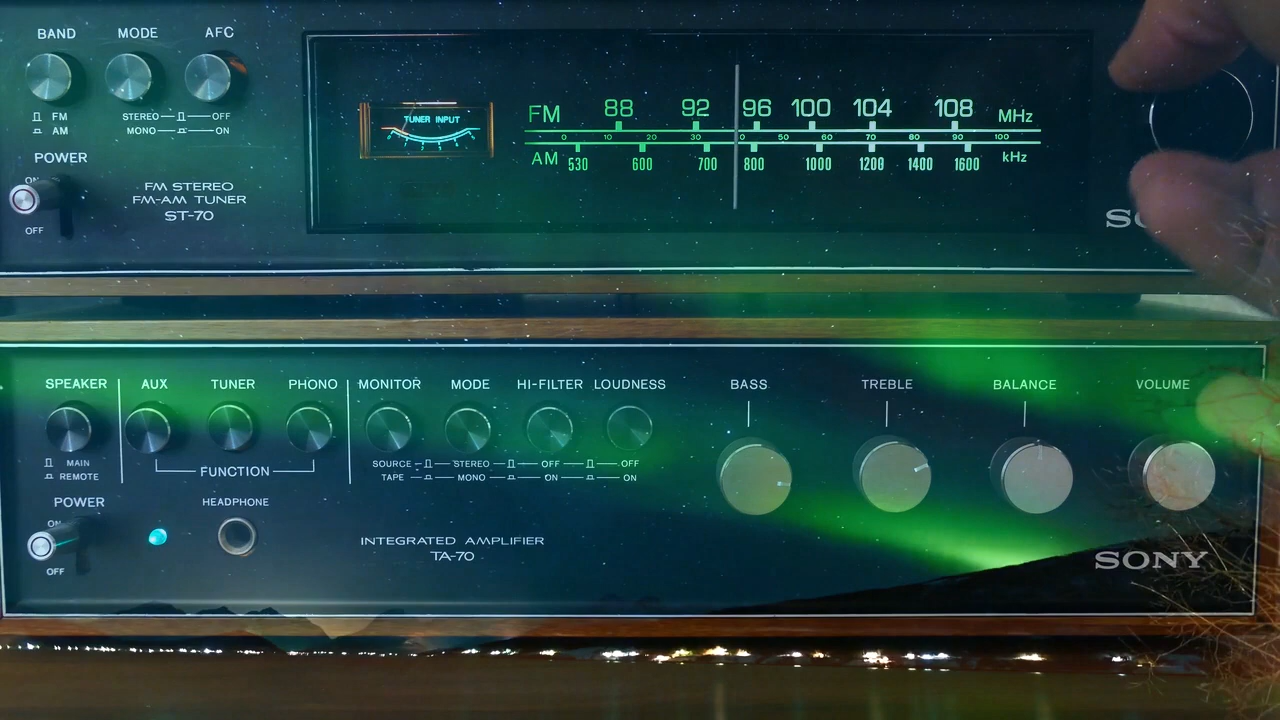 BAND MODE AFC
FM STEREO OFF
AM MONO ON
POWER
ON
OFF
FM STEREO
FM-AM TUNER
ST-70
TUNER INPUT
FM 88 92 96 100 104 108 MHz
0 10 20 30 0 50 60 70 80 90 100
AM 530 600 700 800 1000 1200 1400 1600 kHz
SO
SPEAKER AUX TUNER PHONO MONITOR MODE HI-FILTER LOUDNESS BASS TREBLE BALANCE VOLUME
MAIN
REMOTE
FUNCTION
SOURCE STEREO OFF OFF
TAPE MONO ON ON
POWER
ON
OFF
HEADPHONE
INTEGRATED AMPLIFIER
TA-70
SONY